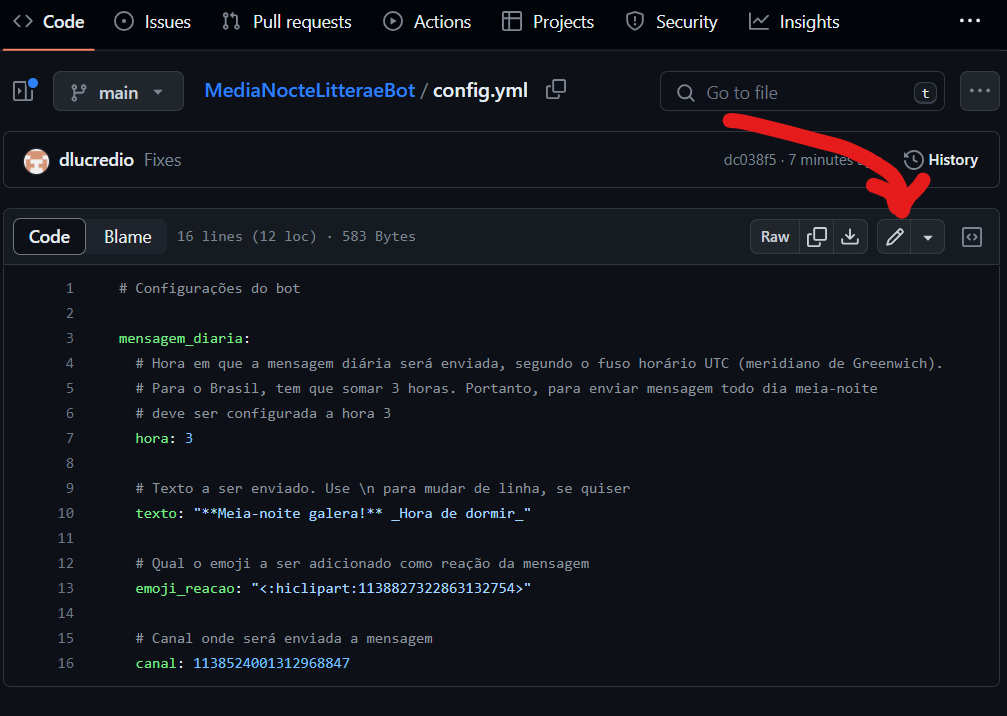 Code Issues Pull requests Actions Projects Security Insights
main MediaNocteLitteraeBot / config.yml Go to file t
dlucredio Fixes dc038f5 · 7 minutes History
Code Blame 16 lines (12 loc) · 583 Bytes Raw
1 # Configurações do bot
2
3 mensagem_diaria:
4 # Hora em que a mensagem diária será enviada, segundo o fuso horário UTC (meridiano de Greenwich).
5 # Para o Brasil, tem que somar 3 horas. Portanto, para enviar mensagem todo dia meia-noite
6 # deve ser configurada a hora 3
7 hora: 3
8
9 # Texto a ser enviado. Use \n para mudar de linha, se quiser
10 texto: "**Meia-noite galera!** _Hora de dormir_"
11
12 # Qual o emoji a ser adicionado como reação da mensagem
13 emoji_reacao: "<:hiclipart:1138827322863132754>"
14
15 # Canal onde será enviada a mensagem
16 canal: 1138524001312968847